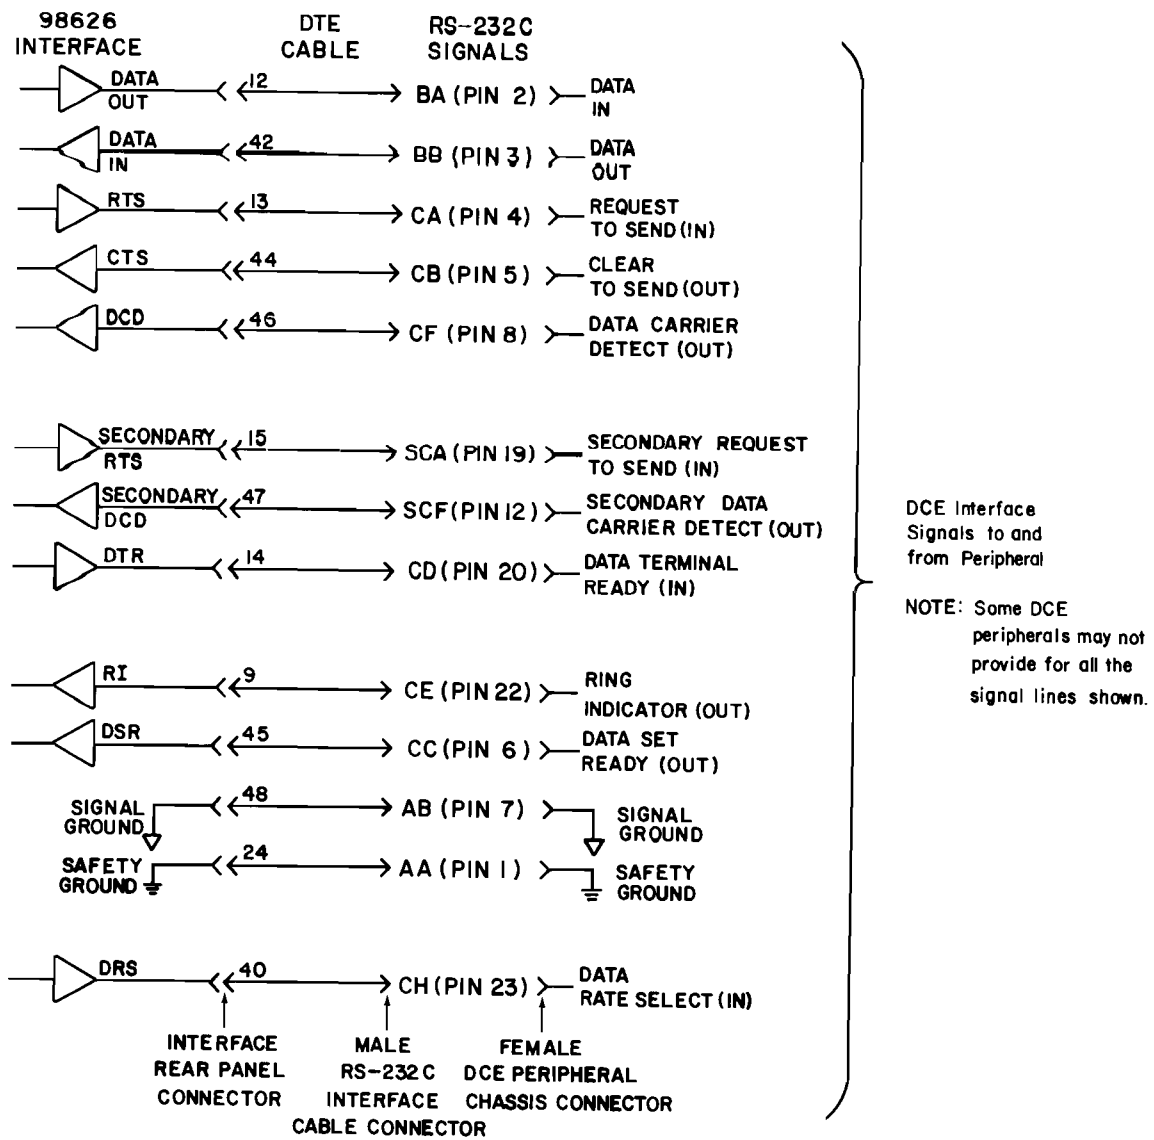 98626 INTERFACE
DTE CABLE
RS-232C SIGNALS
DATA OUT 12 BA (PIN 2) DATA IN
DATA IN 42 BB (PIN 3) DATA OUT
RTS 13 CA (PIN 4) REQUEST TO SEND (IN)
CTS 44 CB (PIN 5) CLEAR TO SEND (OUT)
DCD 46 CF (PIN 8) DATA CARRIER DETECT (OUT)
SECONDARY RTS 15 SCA (PIN 19) SECONDARY REQUEST TO SEND (IN)
SECONDARY DCD 47 SCF (PIN 12) SECONDARY DATA CARRIER DETECT (OUT)
DTR 14 CD (PIN 20) DATA TERMINAL READY (IN)
RI 9 CE (PIN 22) RING INDICATOR (OUT)
DSR 45 CC (PIN 6) DATA SET READY (OUT)
SIGNAL GROUND 48 AB (PIN 7) SIGNAL GROUND
SAFETY GROUND 24 AA (PIN 1) SAFETY GROUND
DRS 40 CH (PIN 23) DATA RATE SELECT (IN)
INTERFACE
REAR PANEL
CONNECTOR
MALE
RS-232C
INTERFACE
CABLE CONNECTOR
FEMALE
DCE PERIPHERAL
CHASSIS CONNECTOR
DCE Interface
Signals to and
from Peripheral
NOTE: Some DCE
peripherals may not
provide for all the
signal lines shown.